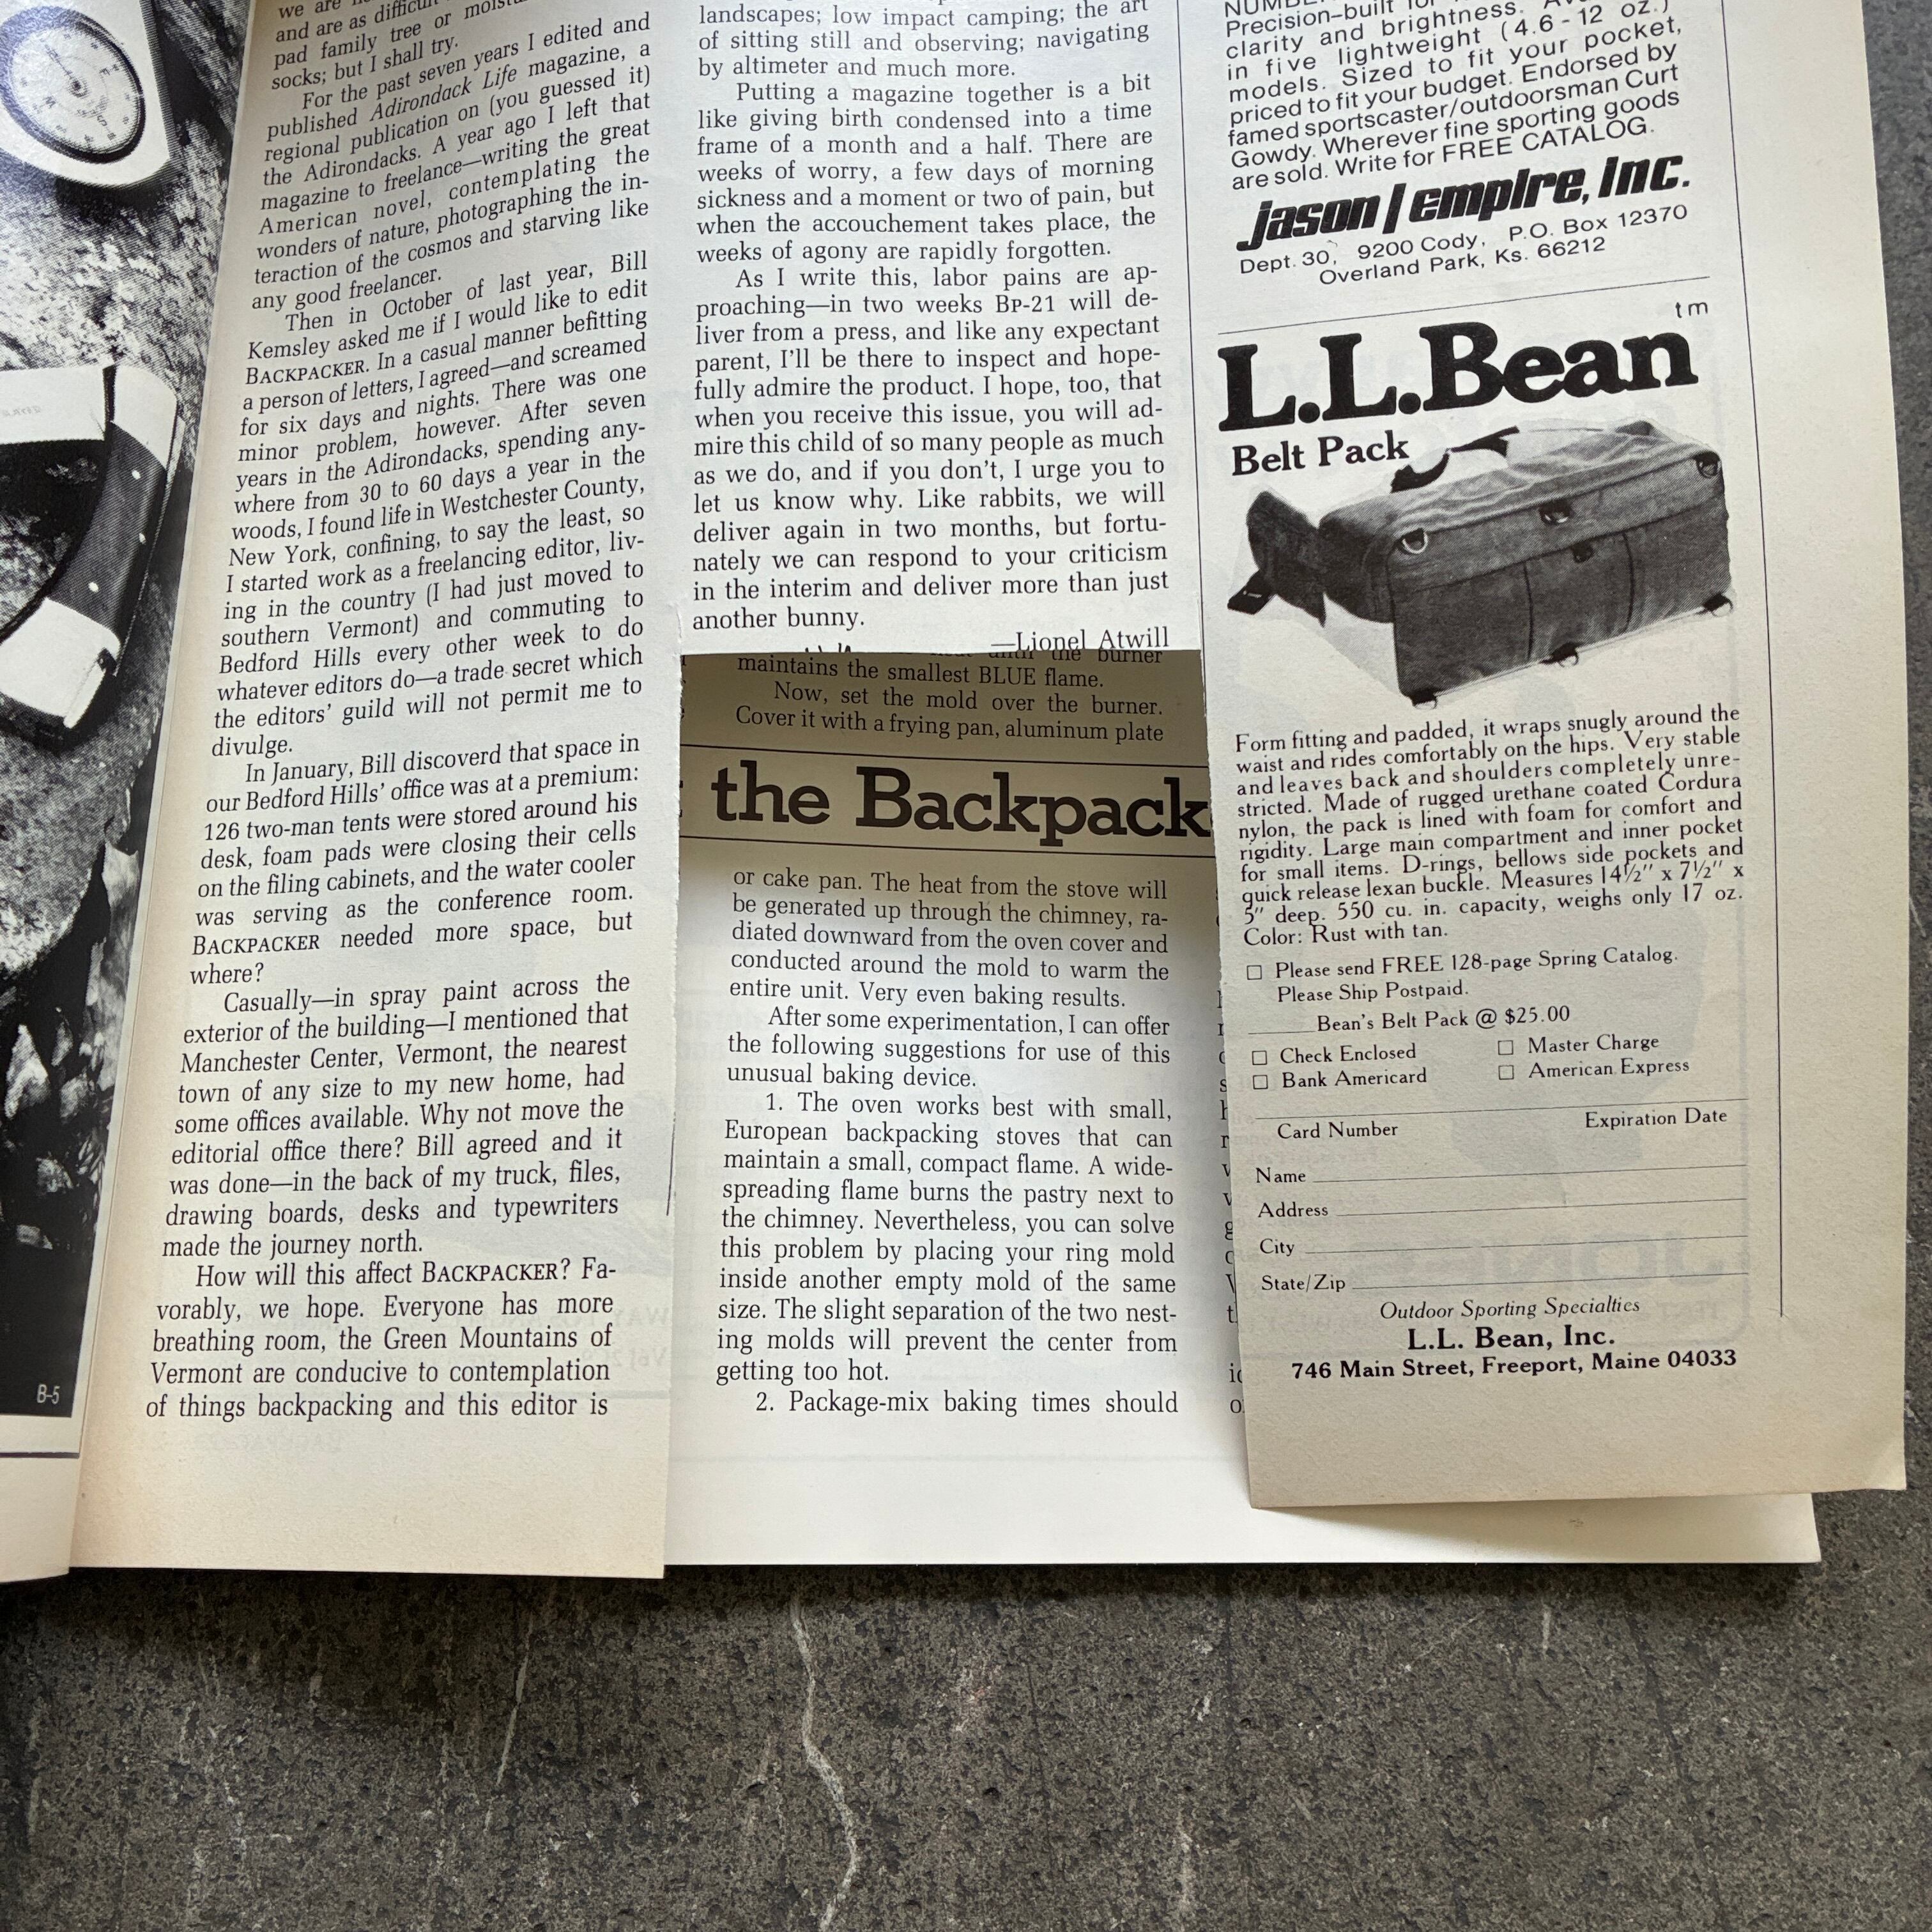 we are
and are as difficult
pad family tree or
socks; but I shall try.
For the past seven years I edited and
published Adirondack Life magazine, a
regional publication on (you guessed it)
the Adirondacks. A year ago I left that
magazine to freelance—writing the great
American novel, contemplating the
wonders of nature, photographing the in-
teraction of the cosmos and starving like
any good freelancer.
Then in October of last year, Bill
Kemsley asked me if I would like to edit
BACKPACKER. In a casual manner befitting
a person of letters, I agreed—and screamed
for six days and nights. There was one
minor problem, however. After seven
years in the Adirondacks, spending any-
where from 30 to 60 days a year in the
woods, I found life in Westchester County,
New York, confining, to say the least, so
I started work as a freelancing editor, liv-
ing in the country (I had just moved to
southern Vermont) and commuting to
Bedford Hills every other week to do
whatever editors do—a trade secret which
the editors' guild will not permit me to
divulge.
In January, Bill discoverd that space in
our Bedford Hills' office was at a premium:
126 two-man tents were stored around his
desk, foam pads were closing their cells
on the filing cabinets, and the water cooler
was serving as the conference room.
BACKPACKER needed more space, but
where?
Casually—in spray paint across the
exterior of the building—I mentioned that
Manchester Center, Vermont, the nearest
town of any size to my new home, had
some offices available. Why not move the
editorial office there? Bill agreed and it
was done—in the back of my truck, files,
drawing boards, desks and typewriters
made the journey north.
How will this affect BACKPACKER? Fa-
vorably, we hope. Everyone has more
breathing room, the Green Mountains of
Vermont are conducive to contemplation
of things backpacking and this editor is
B-5
landscapes; low impact camping; the art
of sitting still and observing; navigating
by altimeter and much more.
Putting a magazine together is a bit
like giving birth condensed into a time
frame of a month and a half. There are
weeks of worry, a few days of morning
sickness and a moment or two of pain, but
when the accouchement takes place, the
weeks of agony are rapidly forgotten.
As I write this, labor pains are ap-
proaching—in two weeks BP-21 will de-
liver from a press, and like any expectant
parent, I'll be there to inspect and hope-
fully admire the product. I hope, too, that
when you receive this issue, you will ad-
mire this child of so many people as much
as we do, and if you don't, I urge you to
let us know why. Like rabbits, we will
deliver again in two months, but fortu-
nately we can respond to your criticism
in the interim and deliver more than just
another bunny.
—Lionel Atwill
until the burner
maintains the smallest BLUE flame.
Now, set the mold over the burner.
Cover it with a frying pan, aluminum plate
the Backpack
or cake pan. The heat from the stove will
be generated up through the chimney, ra-
diated downward from the oven cover and
conducted around the mold to warm the
entire unit. Very even baking results.
After some experimentation, I can offer
the following suggestions for use of this
unusual baking device.
1. The oven works best with small,
European backpacking stoves that can
maintain a small, compact flame. A wide-
spreading flame burns the pastry next to
the chimney. Nevertheless, you can solve
this problem by placing your ring mold
inside another empty mold of the same
size. The slight separation of the two nest-
ing molds will prevent the center from
getting too hot.
2. Package-mix baking times should
Precision-built
clarity and brightness.
in five lightweight (4.6-12 oz.)
models. Sized to fit your pocket,
priced to fit your budget. Endorsed by
famed sportscaster/outdoorsman Curt
Gowdy. Wherever fine sporting goods
are sold. Write for FREE CATALOG.
jason/empire, inc.
Dept. 30, 9200 Cody, P.O. Box 12370
Overland Park, Ks. 66212
tm
L.L.Bean
Belt Pack
Form fitting and padded, it wraps snugly around the
waist and rides comfortably on the hips. Very stable
and leaves back and shoulders completely unre-
stricted. Made of rugged urethane coated Cordura
nylon, the pack is lined with foam for comfort and
rigidity. Large main compartment and inner pocket
for small items. D-rings, bellows side pockets and
quick release lexan buckle. Measures 14½" x 7½" x
5" deep. 550 cu. in. capacity, weighs only 17 oz.
Color: Rust with tan.
□ Please send FREE 128-page Spring Catalog.
Please Ship Postpaid.
______Bean's Belt Pack @ $25.00
□ Check Enclosed □ Master Charge
□ Bank Americard □ American Express
Card Number Expiration Date
Name
Address
City
State/Zip
Outdoor Sporting Specialties
L.L. Bean, Inc.
746 Main Street, Freeport, Maine 04033